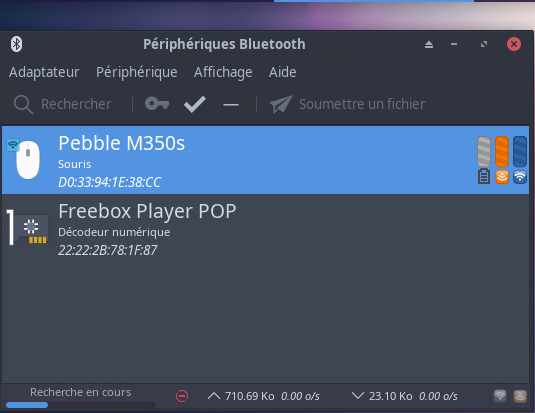 Périphériques Bluetooth
Adaptateur Périphérique Affichage Aide
Rechercher Soumettre un fichier
Pebble M350s
Souris
D0:33:94:1E:38:CC
Freebox Player POP
Décodeur numérique
22:22:2B:78:1F:87
Recherche en cours
710.69 Ko 0.00 o/s 23.10 Ko 0.00 o/s